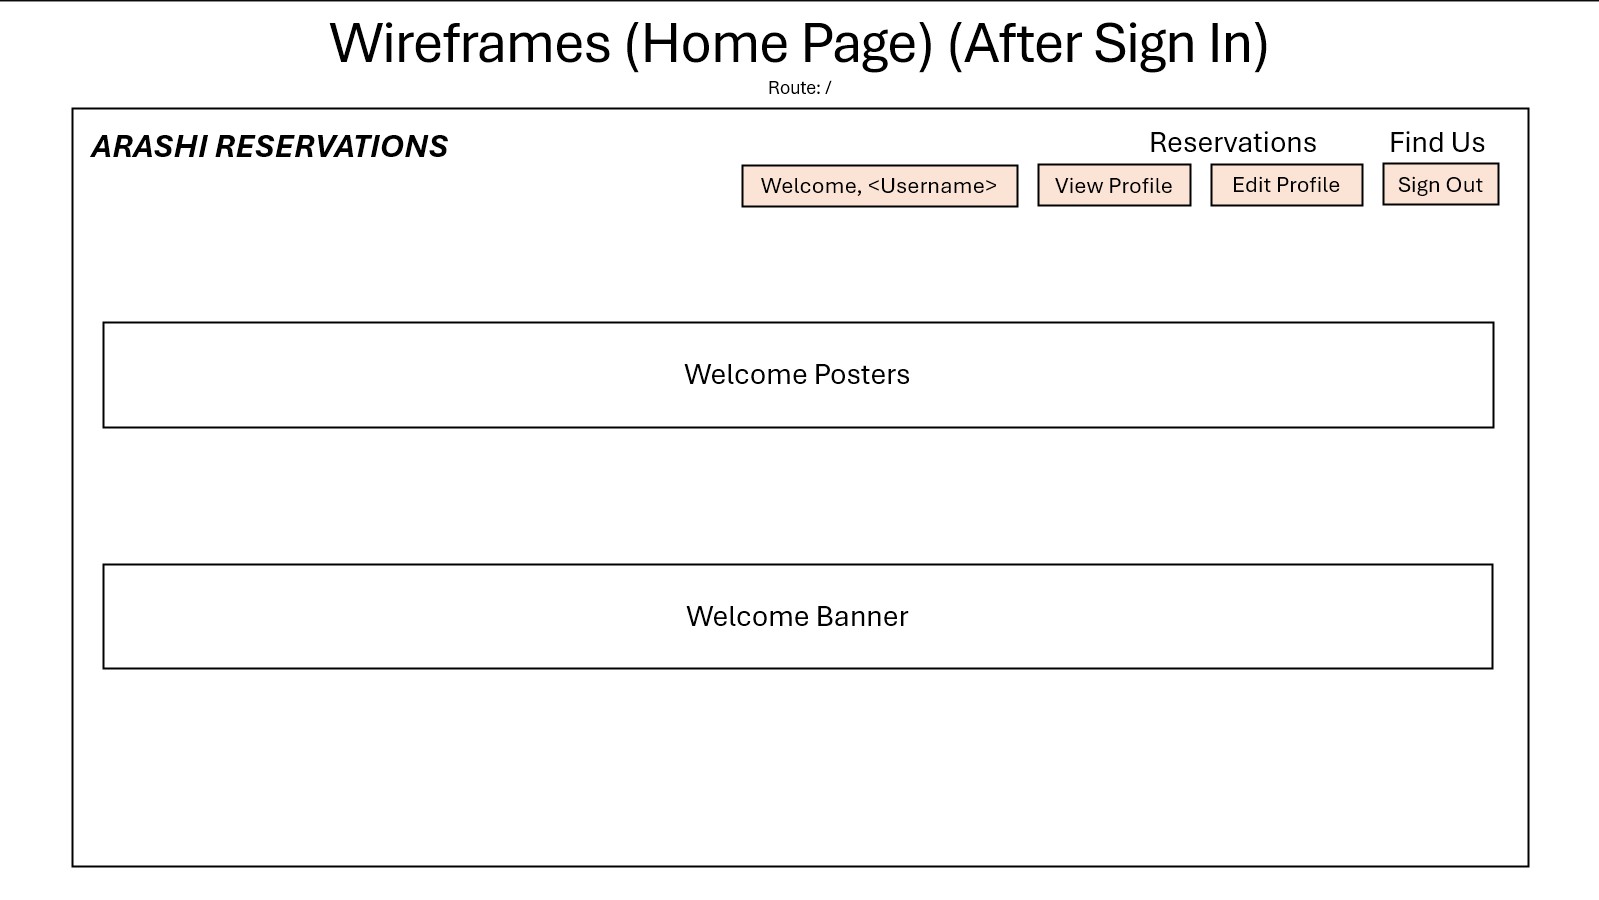 Wireframes (Home Page) (After Sign In)
Route: /
ARASHI RESERVATIONS
Reservations Find Us
Welcome, <Username> View Profile Edit Profile Sign Out
Welcome Posters
Welcome Banner